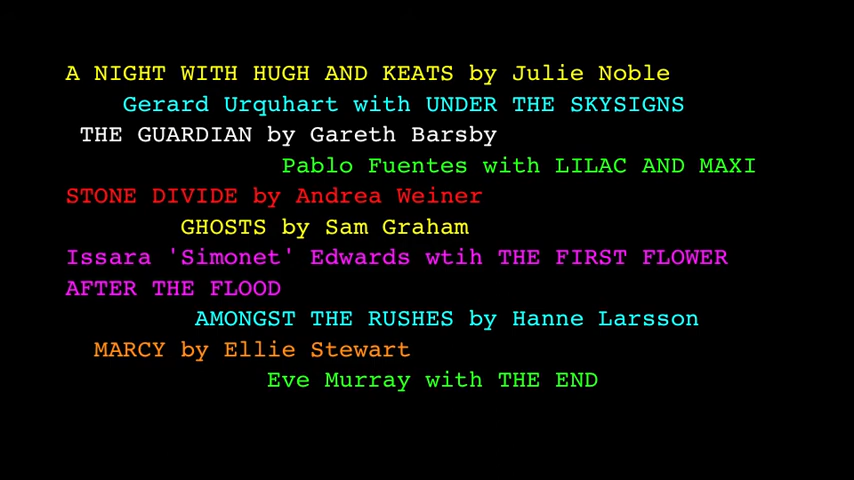 A NIGHT WITH HUGH AND KEATS by Julie Noble
Gerard Urquhart with UNDER THE SKYSIGNS
THE GUARDIAN by Gareth Barsby
Pablo Fuentes with LILAC AND MAXI
STONE DIVIDE by Andrea Weiner
GHOSTS by Sam Graham
Issara 'Simonet' Edwards wtih THE FIRST FLOWER
AFTER THE FLOOD
AMONGST THE RUSHES by Hanne Larsson
MARCY by Ellie Stewart
Eve Murray with THE END